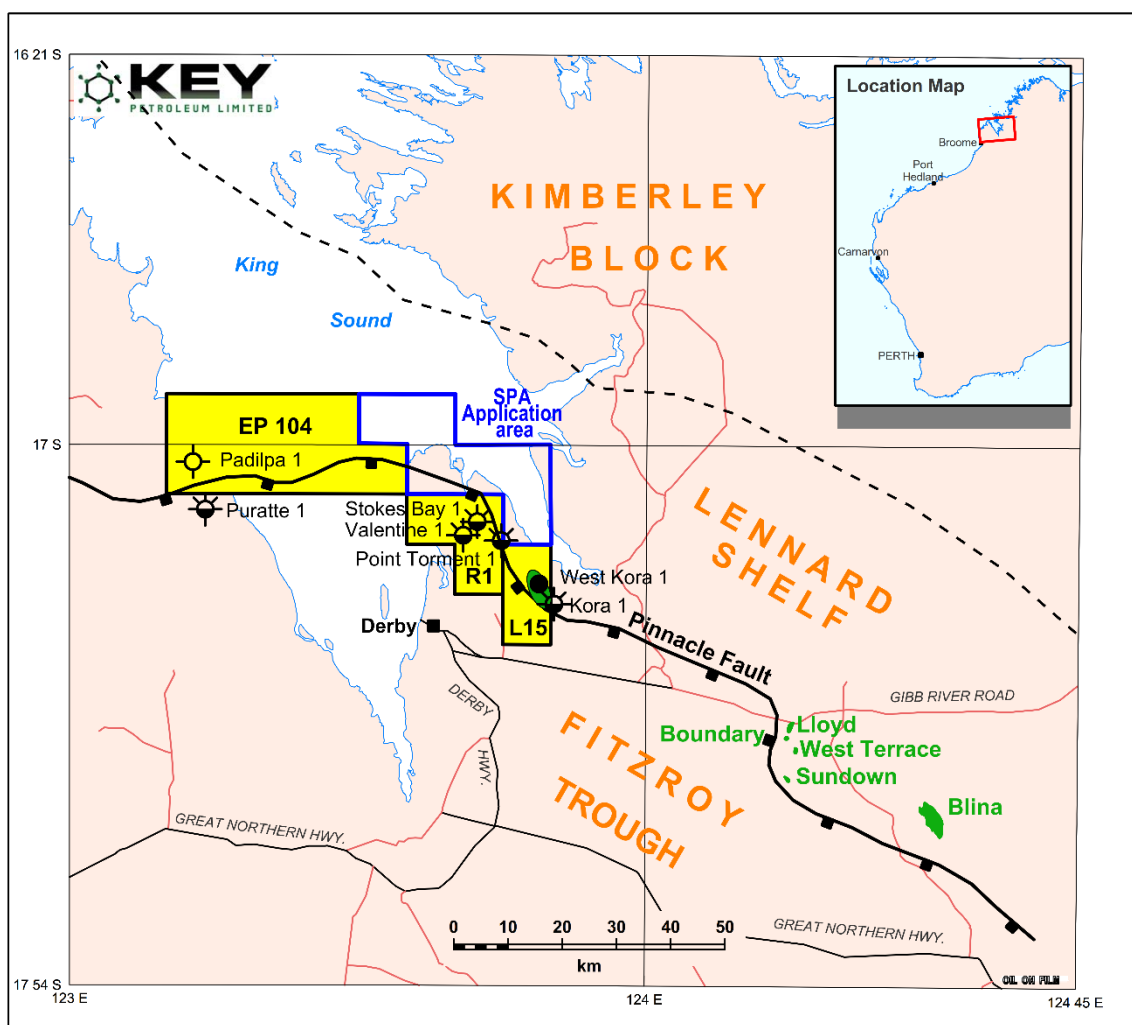 16 21 S
KEY
PETROLEUM LIMITED
Location Map
Broome
Port
Hedland
Carnarvon
PERTH
KIMBERLEY
BLOCK
King
Sound
SPA
Application
area
EP 104
17 S
Padilpa 1
Puratte 1
Stokes Bay 1
Valentine 1
Point Torment 1
R1
West Kora 1
Kora 1
L15
LENNARD
SHELF
Derby
Pinnacle Fault
DERBY
HWY.
GIBB RIVER ROAD
Boundary
Lloyd
West Terrace
Sundown
FITZROY
TROUGH
Blina
GREAT NORTHERN HWY.
GREAT NORTHERN HWY.
0 10 20 30 40 50
km
OIL ON FILM
17 54 S
123 E
124 E
124 45 E